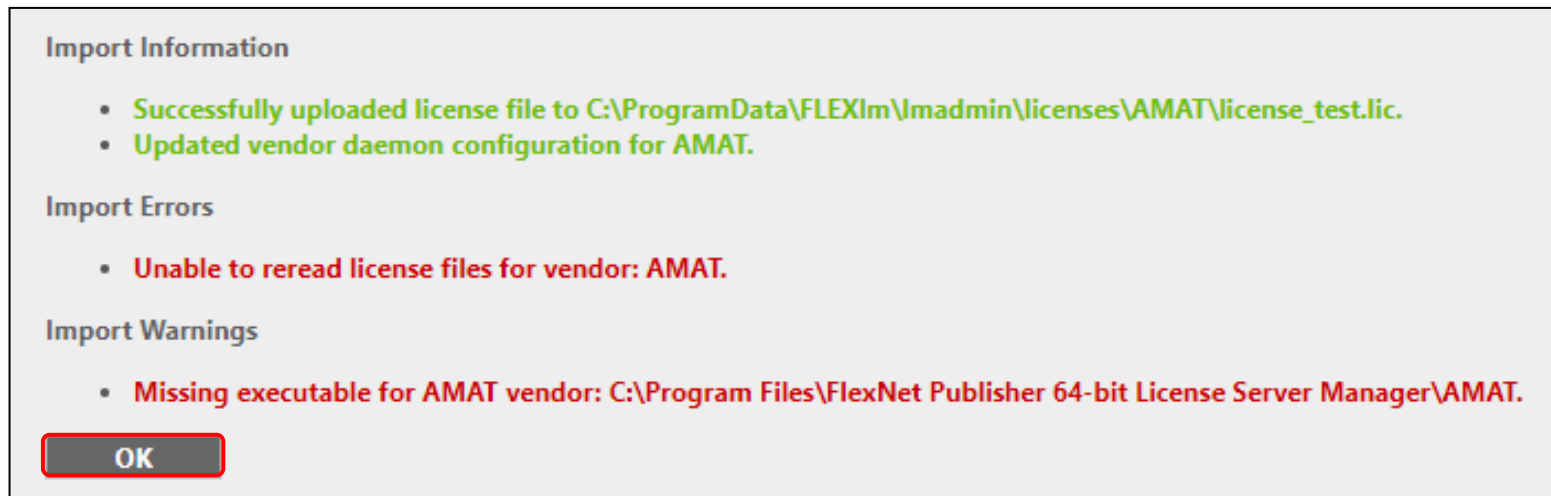 Import Information
• Successfully uploaded license file to C:\ProgramData\FLEXlm\lmadmin\licenses\AMAT\license_test.lic.
• Updated vendor daemon configuration for AMAT.
Import Errors
• Unable to reread license files for vendor: AMAT.
Import Warnings
• Missing executable for AMAT vendor: C:\Program Files\FlexNet Publisher 64-bit License Server Manager\AMAT.
OK